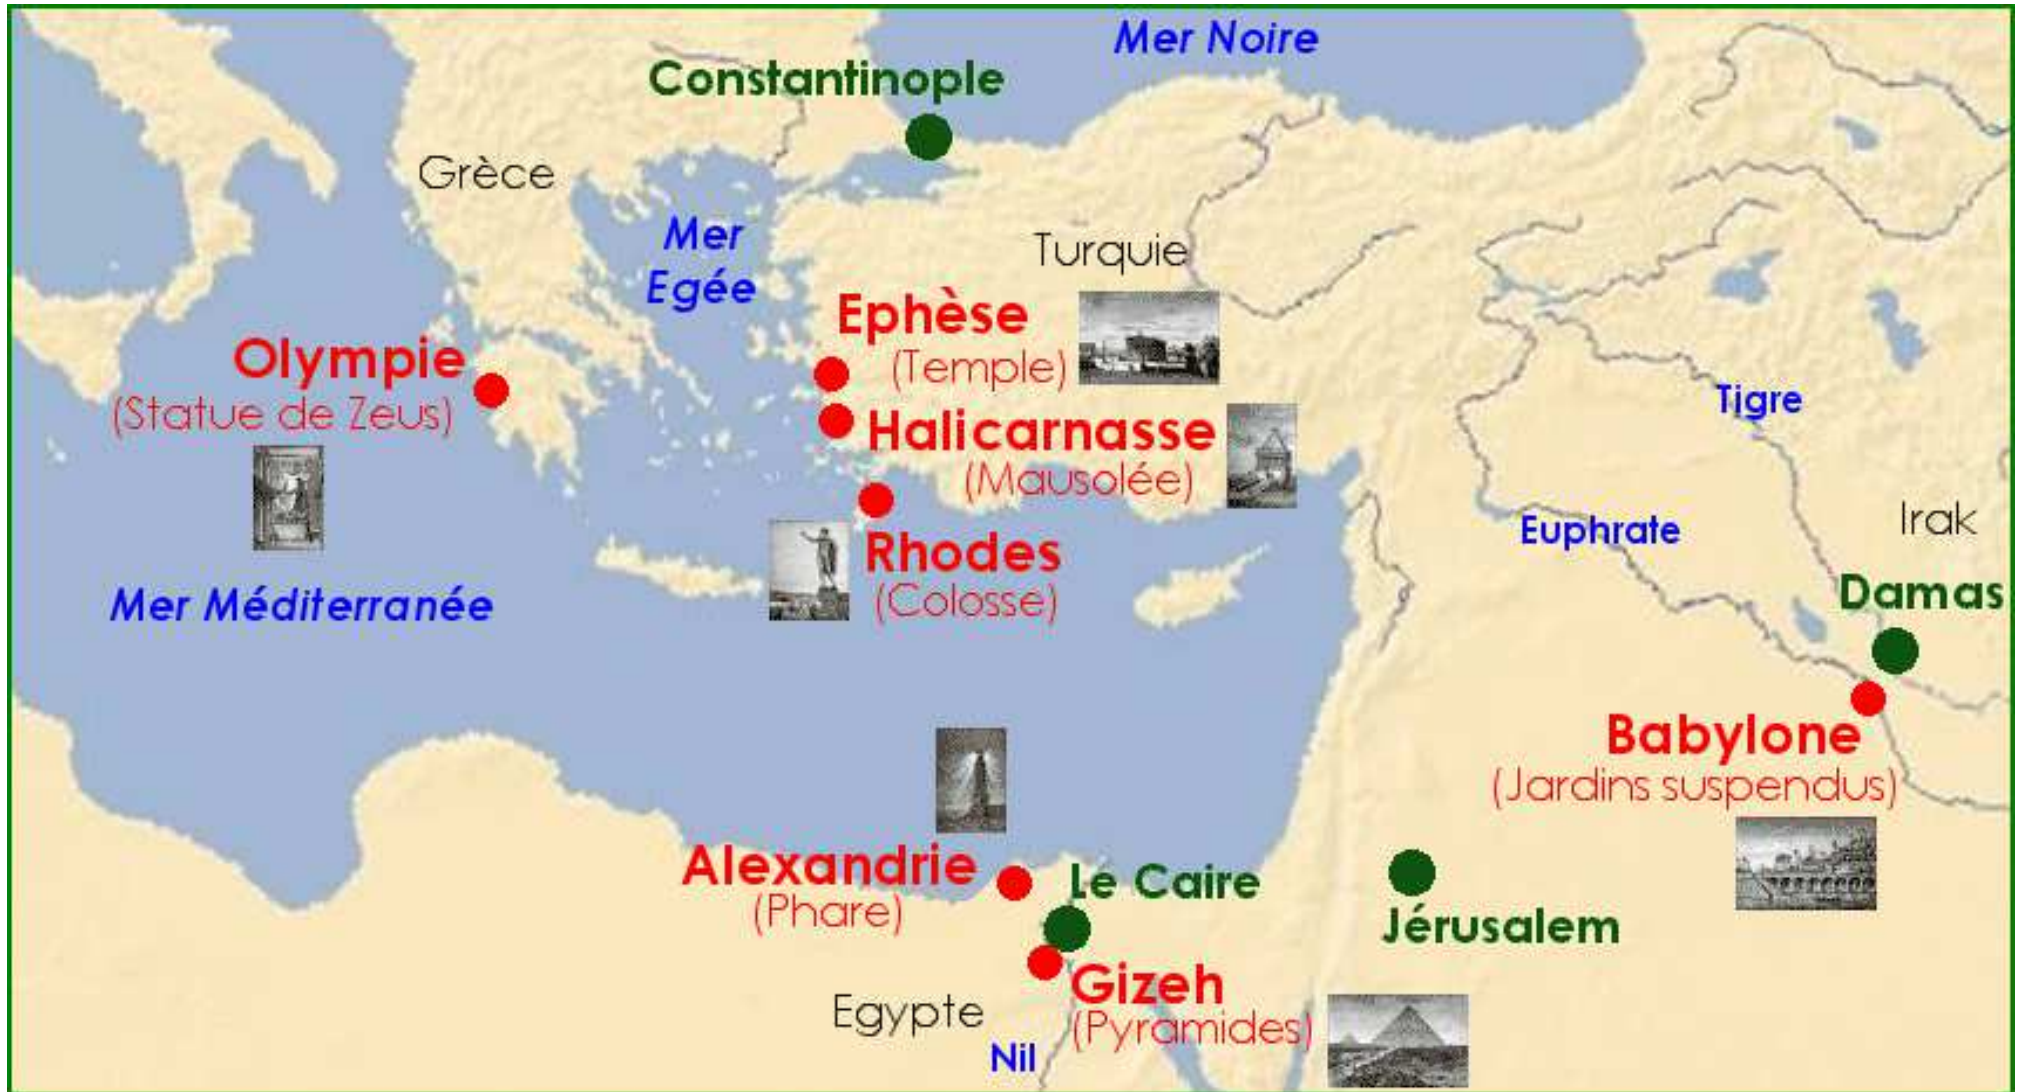 Mer Noire
Constantinople
Grèce
Mer
Egée
Turquie
Ephèse
(Temple)
Olympie
(Statue de Zeus)
Halicarnasse
(Mausolée)
Tigre
Euphrate
Irak
Rhodes
(Colosse)
Mer Méditerranée
Damas
Babylone
(Jardins suspendus)
Alexandrie
(Phare)
Le Caire
Jérusalem
Gizeh
(Pyramides)
Egypte
Nil